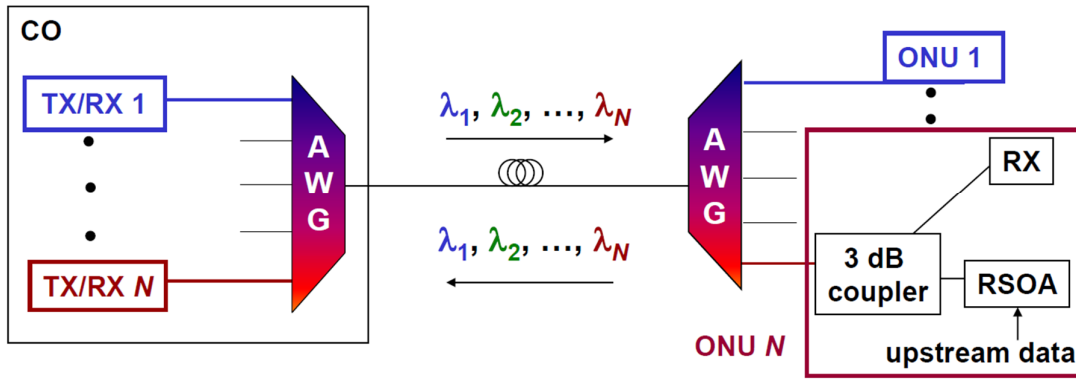 CO
TX/RX 1
TX/RX N
AWG
λ1, λ2, ..., λN
λ1, λ2, ..., λN
AWG
ONU 1
RX
3 dB
coupler
RSOA
upstream data
ONU N